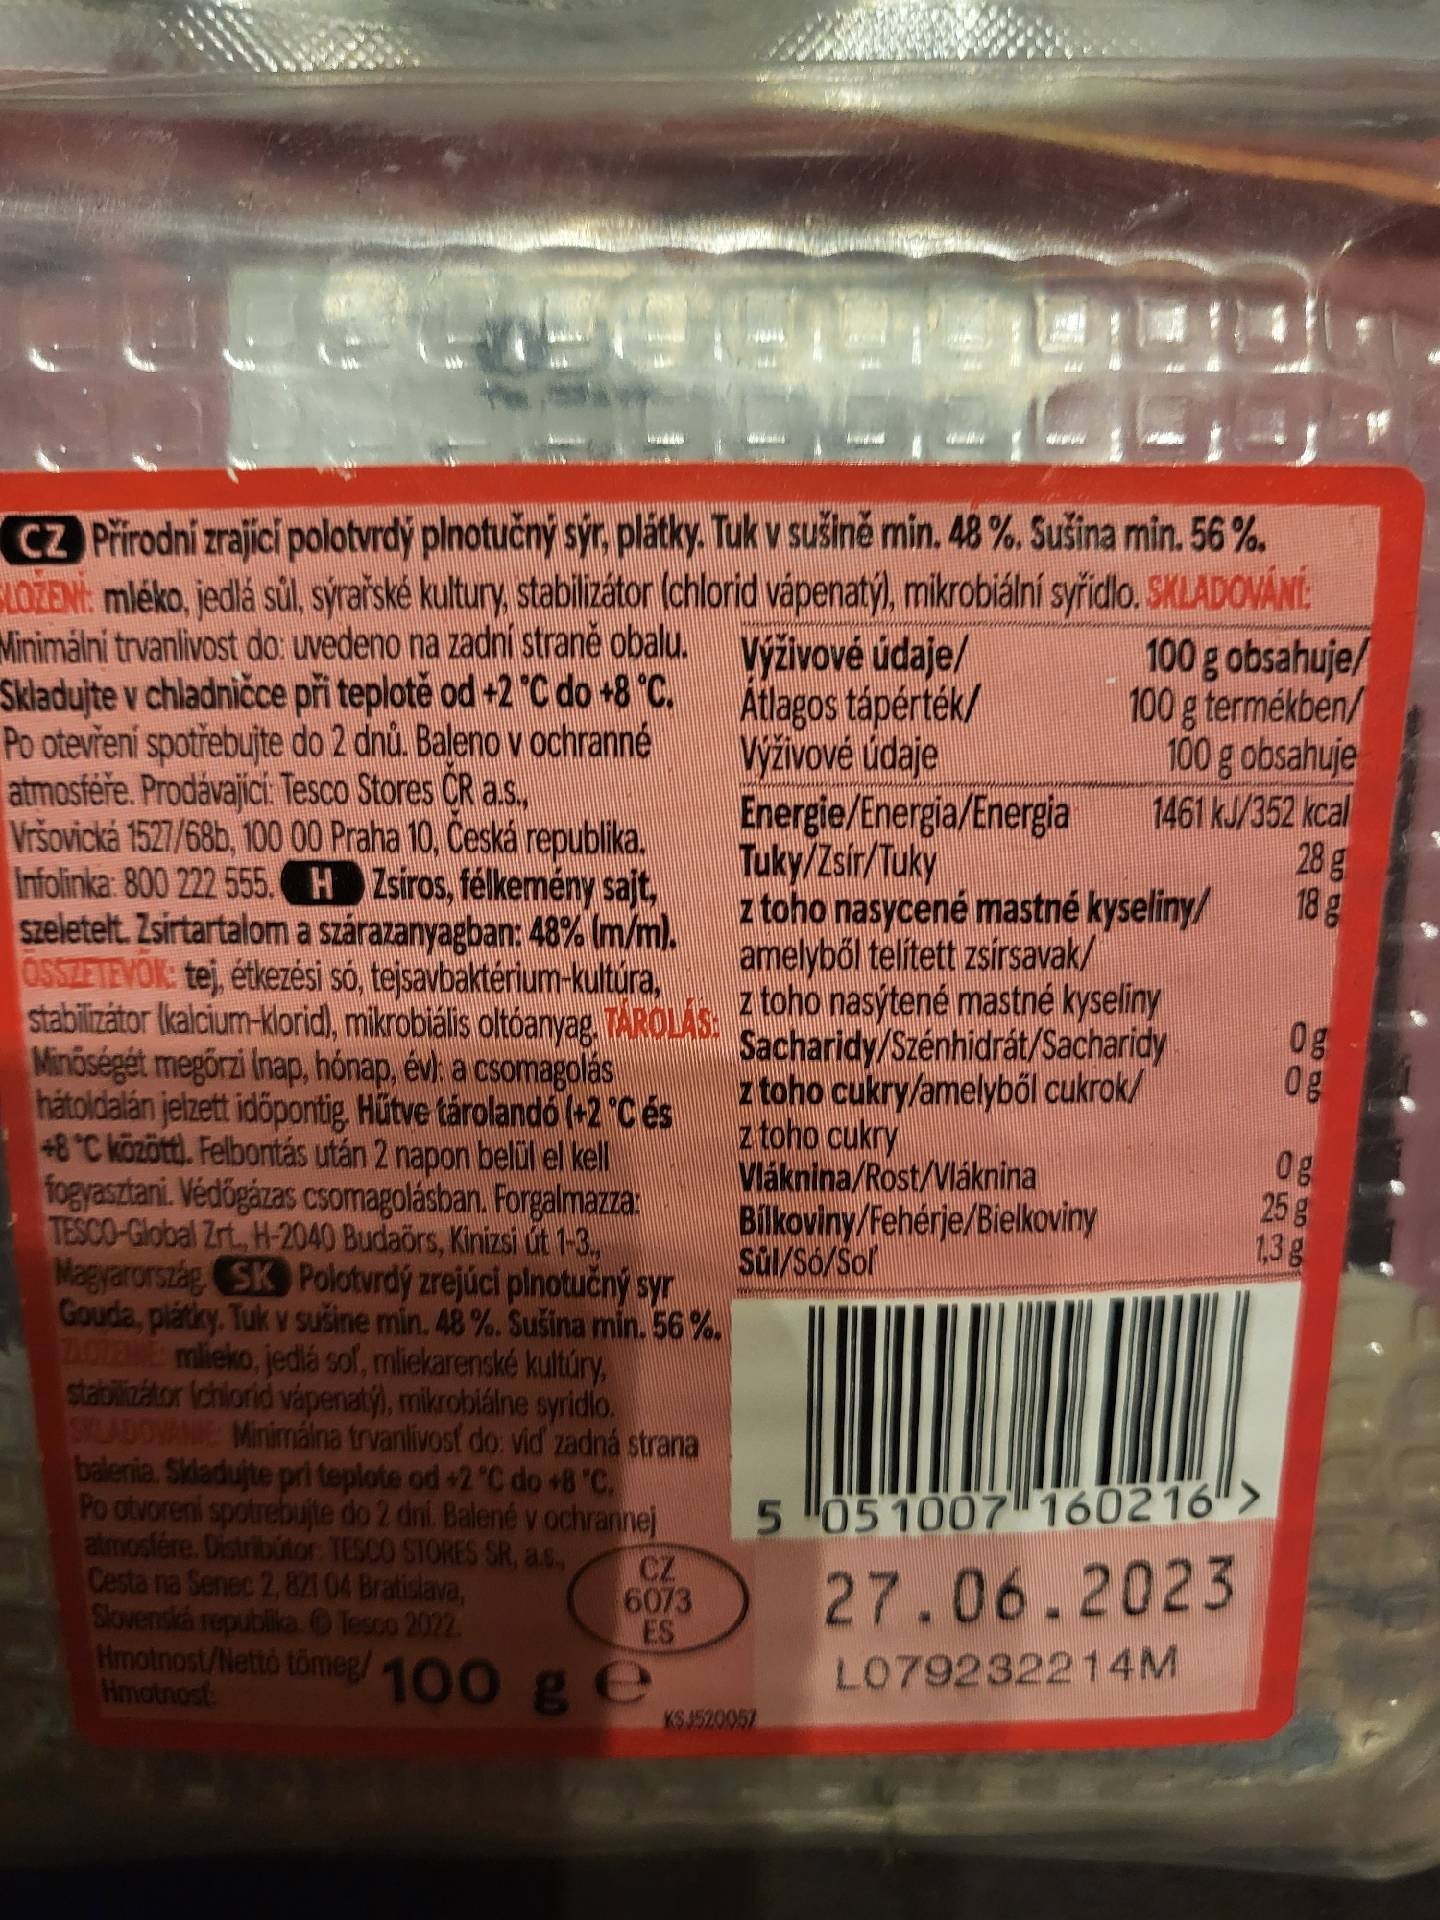 CZ Přírodní zrající polotvrdý plnotučný sýr, plátky. Tuk v sušině min. 48 %. Sušina min. 56 %.
SLOŽENÍ: mléko, jedlá sůl, sýrařské kultury, stabilizátor (chlorid vápenatý), mikrobiální syřidlo. SKLADOVÁNÍ:
Minimální trvanlivost do: uvedeno na zadní straně obalu.
Skladujte v chladničce při teplotě od +2 °C do +8 °C.
Po otevření spotřebujte do 2 dnů. Baleno v ochranné
atmosféře. Prodávající: Tesco Stores ČR a.s.,
Vršovická 1527/68b, 100 00 Praha 10, Česká republika.
Infolinka: 800 222 555. H Zsíros, félkemény sajt,
szeletelt. Zsírtartalom a szárazanyagban: 48% (m/m).
ÖSSZETEVŐK: tej, étkezési só, tejsavbaktérium-kultúra,
stabilizátor (kalcium-klorid), mikrobiális oltóanyag. TÁROLÁS:
Minőségét megőrzi (nap, hónap, év): a csomagolás
hátoldalán jelzett időpontig. Hűtve tárolandó (+2 °C és
+8 °C között). Felbontás után 2 napon belül el kell
fogyasztani. Védőgázas csomagolásban. Forgalmazza:
TESCO-Global Zrt., H-2040 Budaörs, Kinizsi út 1-3.,
Magyarország. SK Polotvrdý zrejúci plnotučný syr
Gouda, plátky. Tuk v sušine min. 48 %. Sušina min. 56 %.
ZLOŽENIE: mlieko, jedlá soľ, mliekarenské kultúry,
stabilizátor (chlorid vápenatý), mikrobiálne syridlo.
SKLADOVANIE: Minimálna trvanlivosť do: viď zadná strana
balenia. Skladujte pri teplote od +2 °C do +8 °C.
Po otvorení spotrebujte do 2 dní. Balené v ochrannej
atmosfére. Distribútor: TESCO STORES SR, a.s.,
Cesta na Senec 2, 821 04 Bratislava,
Slovenská republika. © Tesco 2022.
Hmotnost/Nettó tömeg/
Hmotnosť:
100 g ℮
CZ
6073
ES
KSJ520057
Výživové údaje/ 100 g obsahuje/
Átlagos tápérték/ 100 g termékben/
Výživové údaje 100 g obsahuje
Energie/Energia/Energia 1461 kJ/352 kcal
Tuky/Zsír/Tuky 28 g
z toho nasycené mastné kyseliny/ 18 g
amelyből telített zsírsavak/
z toho nasýtené mastné kyseliny
Sacharidy/Szénhidrát/Sacharidy 0 g
z toho cukry/amelyből cukrok/ 0 g
z toho cukry
Vláknina/Rost/Vláknina 0 g
Bílkoviny/Fehérje/Bielkoviny 25 g
Sůl/Só/Soľ 1,3 g
5 051007 160216 >
27.06.2023
L079232214M